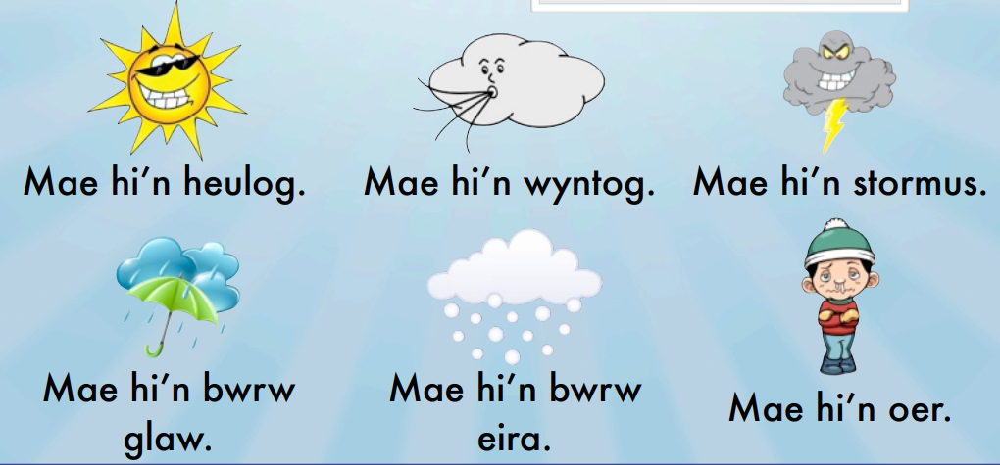 Mae hi’n heulog.
Mae hi’n wyntog.
Mae hi’n stormus.
Mae hi’n bwrw
glaw.
Mae hi’n bwrw
eira.
Mae hi’n oer.